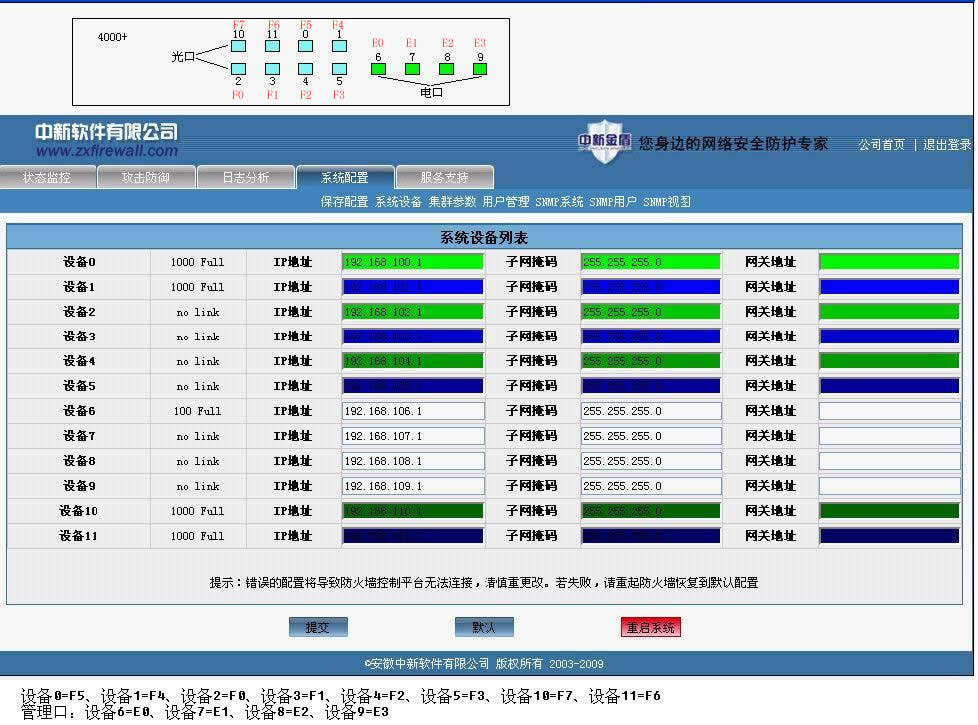 F7 F6 F5 F4
4000+ 10 11 0 1
光口 E0 E1 E2 E3
6 7 8 9
2 3 4 5
F0 F1 F2 F3 电口
中新软件有限公司
www.zxfirewall.com
中新金盾 您身边的网络安全防护专家 公司首页 | 退出登录
状态监控 攻击防御 日志分析 系统配置 服务支持
保存配置 系统设备 集群参数 用户管理 SNMP系统 SNMP用户 SNMP视图
系统设备列表
设备0 1000 Full IP地址 192.168.100.1 子网掩码 255.255.255.0 网关地址
设备1 1000 Full IP地址 子网掩码 255.255.255.0 网关地址
设备2 no link IP地址 192.168.102.1 子网掩码 255.255.255.0 网关地址
设备3 no link IP地址 子网掩码 255.255.255.0 网关地址
设备4 no link IP地址 192.168.104.1 子网掩码 255.255.255.0 网关地址
设备5 no link IP地址 子网掩码 网关地址
设备6 100 Full IP地址 192.168.106.1 子网掩码 255.255.255.0 网关地址
设备7 no link IP地址 192.168.107.1 子网掩码 255.255.255.0 网关地址
设备8 no link IP地址 192.168.108.1 子网掩码 255.255.255.0 网关地址
设备9 no link IP地址 192.168.109.1 子网掩码 255.255.255.0 网关地址
设备10 1000 Full IP地址 192.168.110.1 子网掩码 255.255.255.0 网关地址
设备11 1000 Full IP地址 子网掩码 网关地址
提示：错误的配置将导致防火墙控制平台无法连接，请慎重更改。若失败，请重起防火墙恢复到默认配置
提交 默认 重启系统
©安徽中新软件有限公司 版权所有 2003-2009
设备0=F5、设备1=F4、设备2=F0、设备3=F1、设备4=F2、设备5=F3、设备10=F7、设备11=F6
管理口：设备6=E0、设备7=E1、设备8=E2、设备9=E3